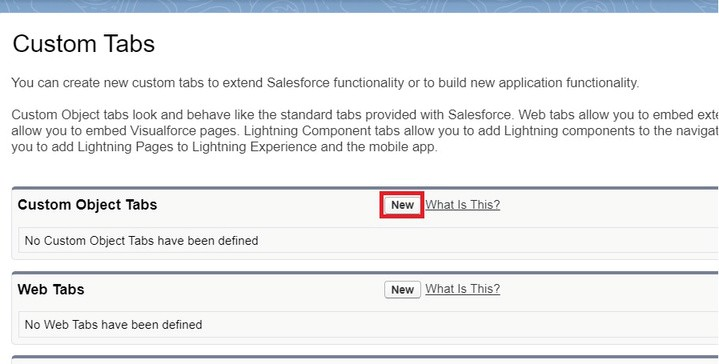 Custom Tabs
You can create new custom tabs to extend Salesforce functionality or to build new application functionality.
Custom Object tabs look and behave like the standard tabs provided with Salesforce. Web tabs allow you to embed
allow you to embed Visualforce pages. Lightning Component tabs allow you to add Lightning components to the
you to add Lightning Pages to Lightning Experience and the mobile app.
Custom Object Tabs New What Is This?
No Custom Object Tabs have been defined
Web Tabs New What Is This?
No Web Tabs have been defined